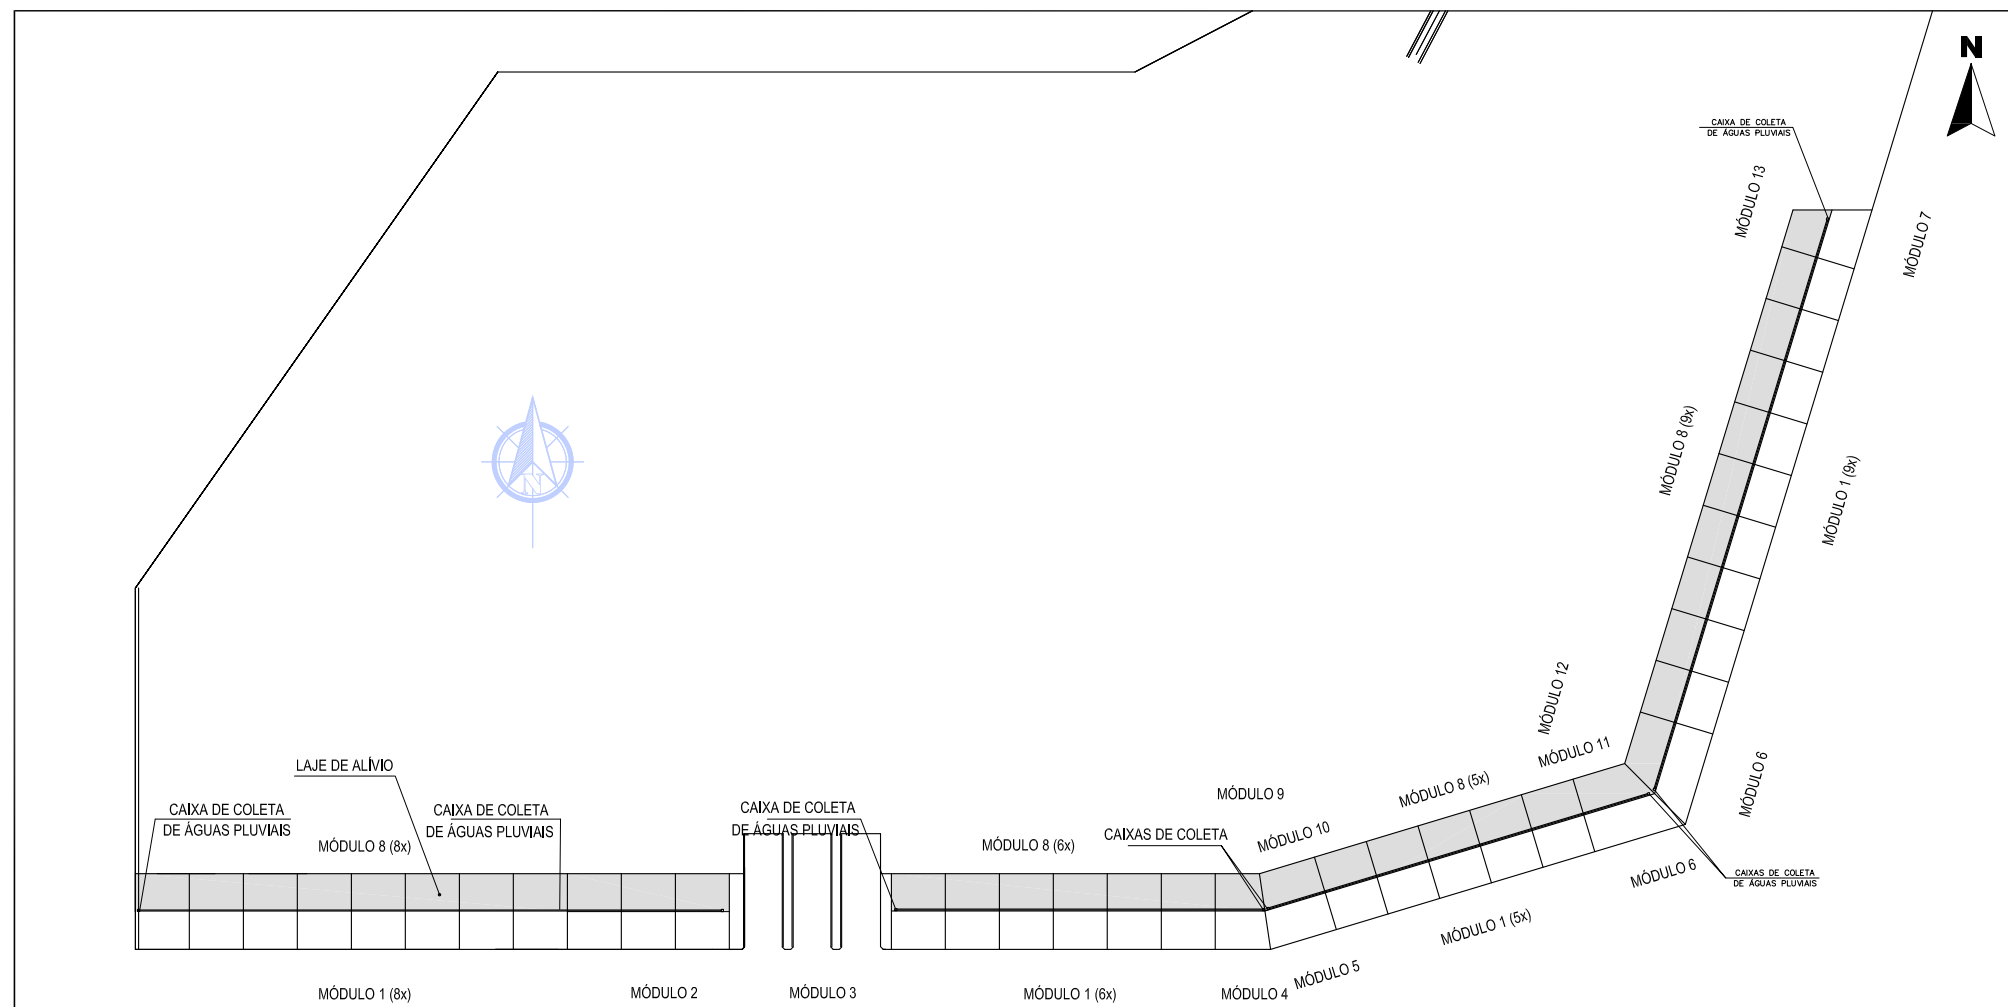 N
CAIXA DE COLETA
DE ÁGUAS PLUVIAIS
MÓDULO 13
MÓDULO 7
MÓDULO 8 (9x)
MÓDULO 1 (9x)
N
MÓDULO 12
MÓDULO 11
MÓDULO 6
LAJE DE ALÍVIO
MÓDULO 8 (5x)
MÓDULO 9
CAIXA DE COLETA
DE ÁGUAS PLUVIAIS
CAIXA DE COLETA
DE ÁGUAS PLUVIAIS
CAIXA DE COLETA
DE ÁGUAS PLUVIAIS
CAIXAS DE COLETA
MÓDULO 10
MÓDULO 8 (8x)
MÓDULO 8 (6x)
MÓDULO 6
CAIXAS DE COLETA
DE ÁGUAS PLUVIAIS
MÓDULO 1 (5x)
MÓDULO 5
MÓDULO 1 (8x)
MÓDULO 2
MÓDULO 3
MÓDULO 1 (6x)
MÓDULO 4